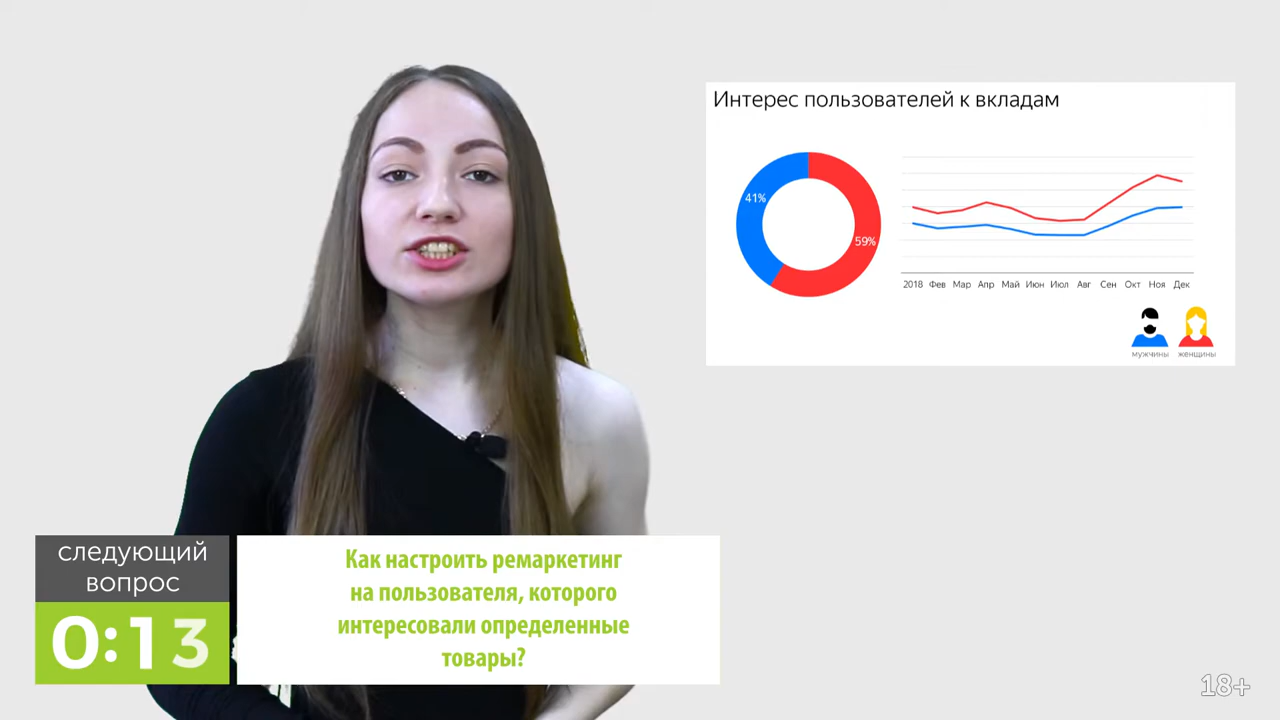 Интерес пользователей к вкладам
41%
59%
2018 Фев Мар Апр Май Июн Июл Авг Сен Окт Ноя Дек
мужчины женщины
следующий
вопрос
0:13
Как настроить ремаркетинг
на пользователя, которого
интересовали определенные
товары?
18+